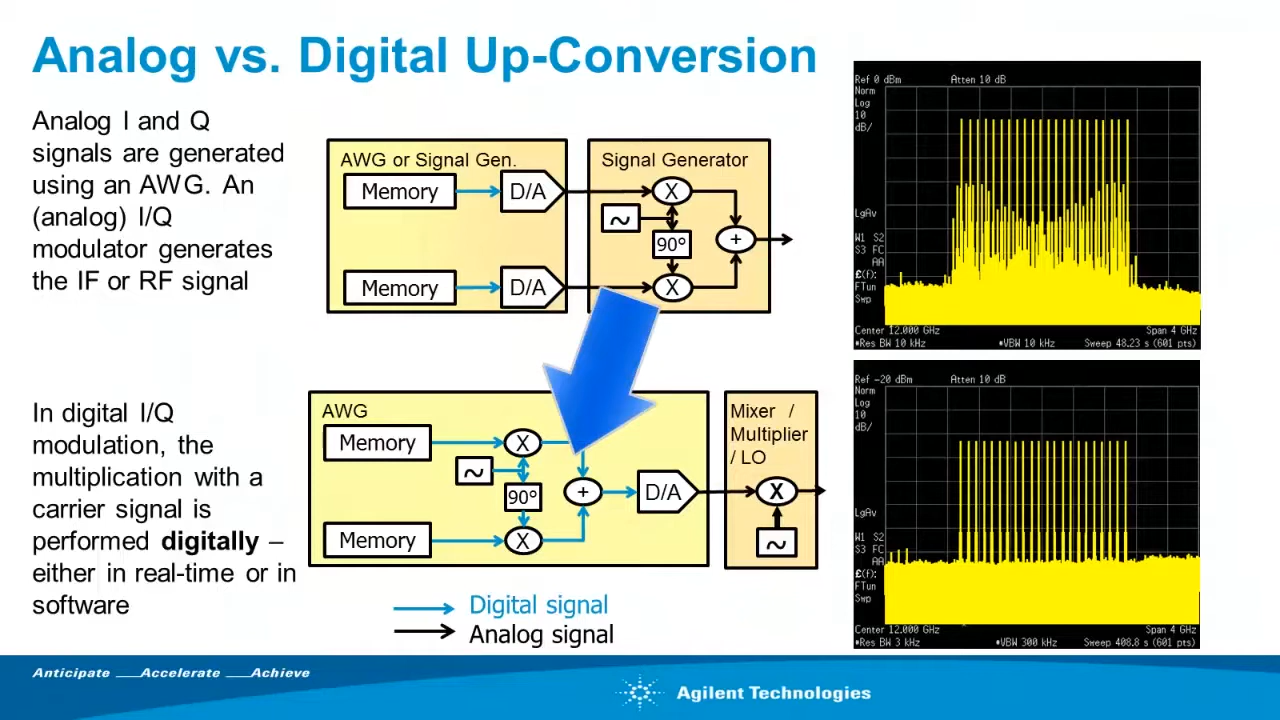 Analog vs. Digital Up-Conversion
Analog I and Q
signals are generated
using an AWG. An
(analog) I/Q
modulator generates
the IF or RF signal
AWG or Signal Gen.
Memory
D/A
Memory
D/A
Signal Generator
X
~
90°
+
X
Ref 0 dBm Atten 10 dB
Norm
Log
10
dB/
LgAv
W1 S2
S3 FC
AA
£(f):
FTun
Swp
Center 12.000 GHz Span 4 GHz
•Res BW 10 kHz •VBW 10 kHz Sweep 48.23 s (601 pts)
In digital I/Q
modulation, the
multiplication with a
carrier signal is
performed digitally –
either in real-time or in
software
AWG
Memory
X
~
90°
+
D/A
Memory
X
Mixer /
Multiplier
/ LO
X
~
Digital signal
Analog signal
Ref -20 dBm Atten 10 dB
Norm
Log
10
dB/
LgAv
W1 S2
S3 FC
AA
£(f):
FTun
Swp
Center 12.000 GHz Span 4 GHz
•Res BW 3 kHz •VBW 300 kHz Sweep 408.8 s (601 pts)
Anticipate ___Accelerate ___Achieve
Agilent Technologies